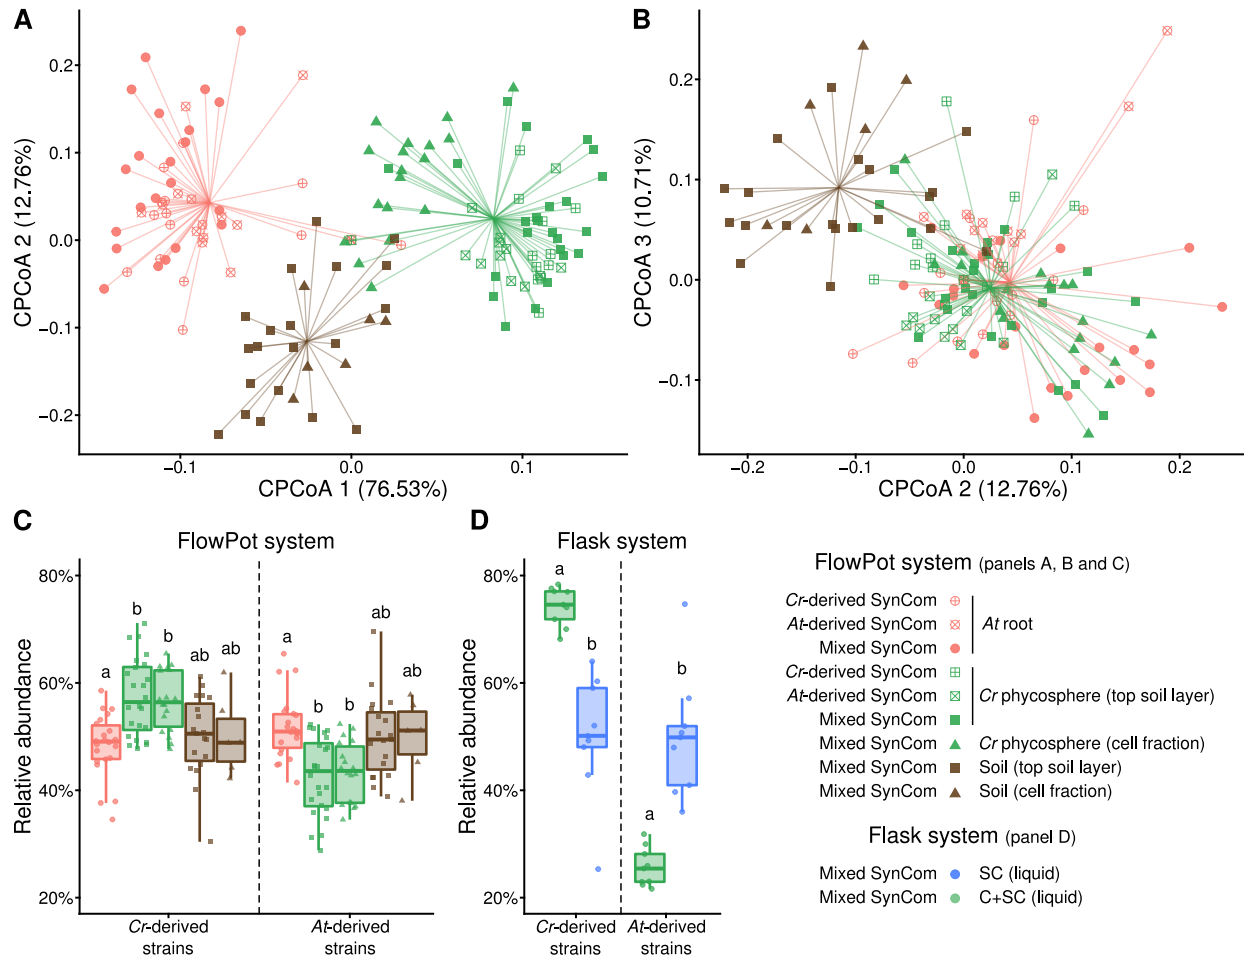 A
B
0.2
0.1
0.0
−0.1
−0.2
CPCoA 2 (12.76%)
−0.1
0.0
0.1
CPCoA 1 (76.53%)
0.2
0.1
0.0
−0.1
CPCoA 3 (10.71%)
−0.2
−0.1
0.0
0.1
0.2
CPCoA 2 (12.76%)
C
FlowPot system
80%
60%
40%
20%
Relative abundance
a
b
b
ab
ab
a
b
b
ab
ab
Cr-derived
strains
At-derived
strains
D
Flask system
80%
60%
40%
20%
Relative abundance
a
b
a
b
Cr-derived
strains
At-derived
strains
FlowPot system (panels A, B and C)
Cr-derived SynCom
At-derived SynCom
At root
Mixed SynCom
Cr-derived SynCom
At-derived SynCom
Cr phycosphere (top soil layer)
Mixed SynCom
Mixed SynCom Cr phycosphere (cell fraction)
Mixed SynCom Soil (top soil layer)
Mixed SynCom Soil (cell fraction)
Flask system (panel D)
Mixed SynCom SC (liquid)
Mixed SynCom C+SC (liquid)